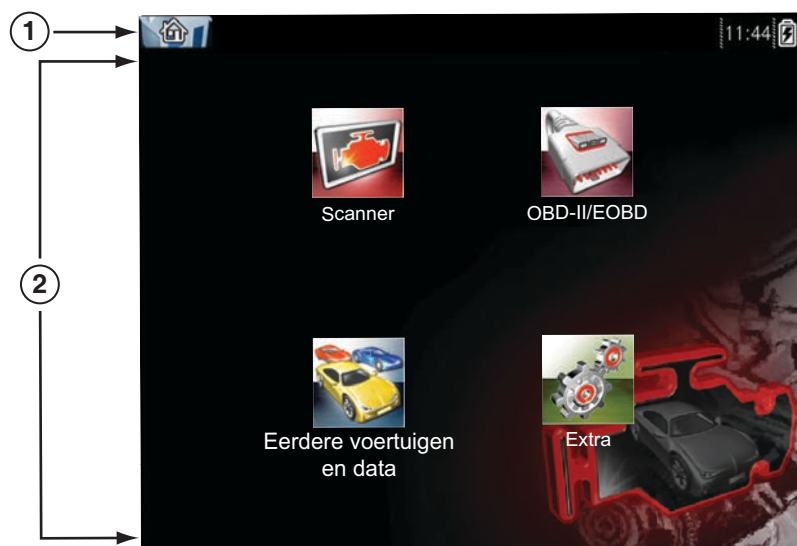 1
11:44
2
Scanner
OBD-II/EOBD
Eerdere voertuigen
en data
Extra